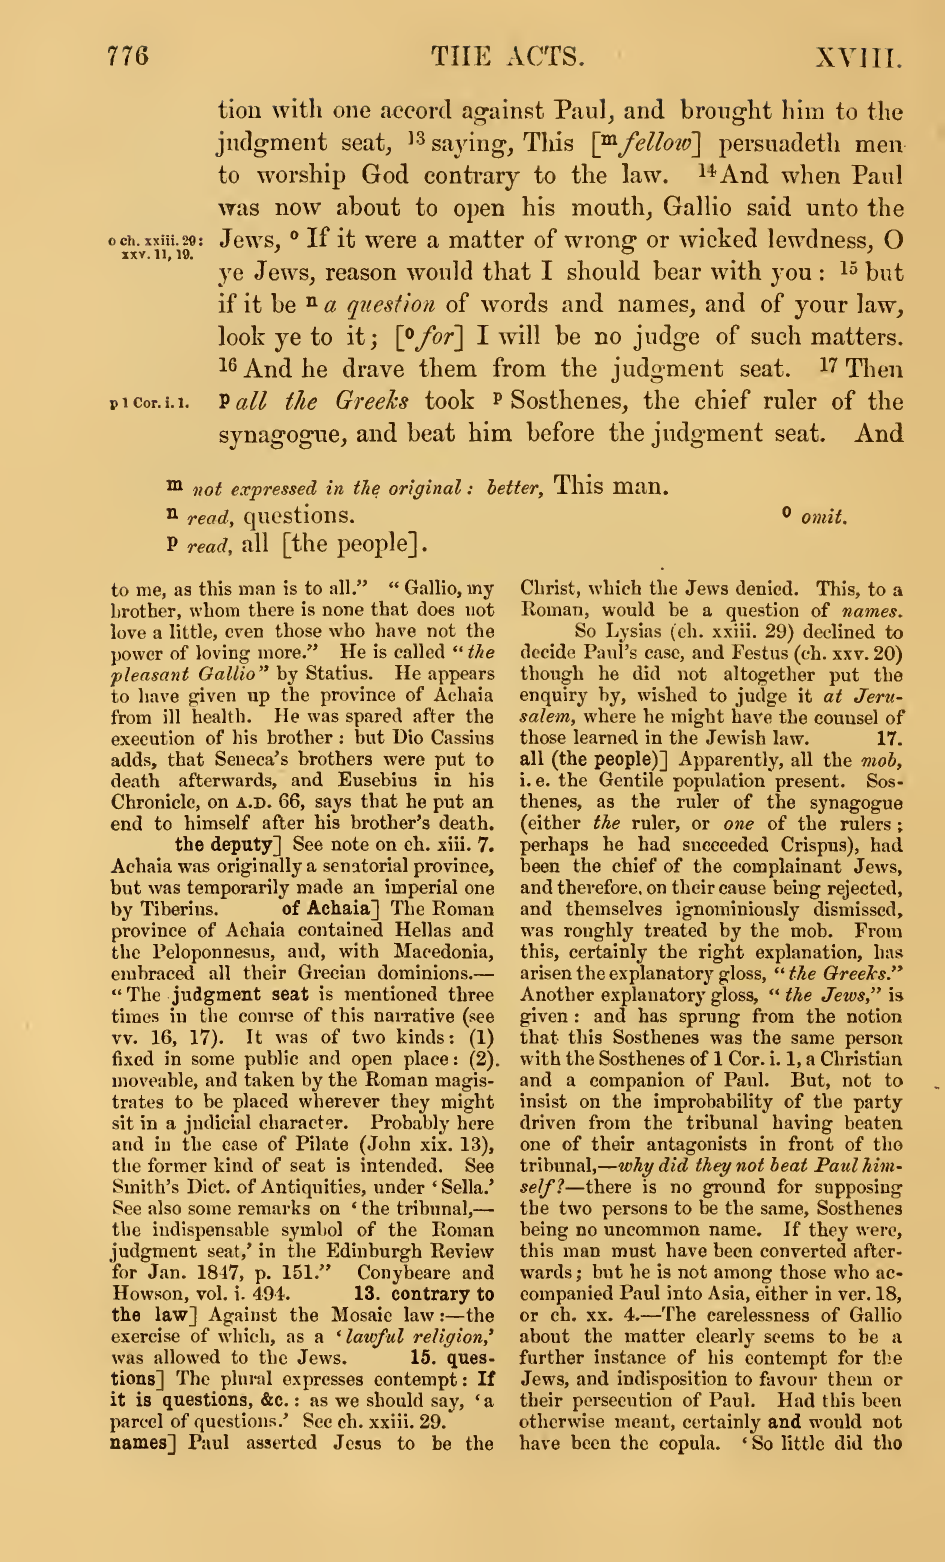 776 THE ACTS. XVIII.
tion with one accord against Paul, and brought him to the
judgment seat, 13 saying, This [m fellow] persuadeth men
to worship God contrary to the law. 14 And when Paul
was now about to open his mouth, Gallio said unto the
o ch. xxiii. 29: Jews, o If it were a matter of wrong or wicked lewdness, O
xxv. 11, 19.
ye Jews, reason would that I should bear with you : 15 but
if it be n a question of words and names, and of your law,
look ye to it; [o for] I will be no judge of such matters.
16 And he drave them from the judgment seat. 17 Then
p 1 Cor. i. 1. p all the Greeks took p Sosthenes, the chief ruler of the
synagogue, and beat him before the judgment seat. And
m not expressed in the original: better, This man.
n read, questions. o omit.
p read, all [the people].
to me, as this man is to all.” “Gallio, my
brother, whom there is none that does not
love a little, even those who have not the
power of loving more.” He is called “the
pleasant Gallio” by Statius. He appears
to have given up the province of Achaia
from ill health. He was spared after the
execution of his brother : but Dio Cassius
adds, that Seneca's brothers were put to
death afterwards, and Eusebius in his
Chronicle, on A.D. 66, says that he put an
end to himself after his brother's death.
the deputy] See note on ch. xiii. 7.
Achaia was originally a senatorial province,
but was temporarily made an imperial one
by Tiberius. of Achaia] The Roman
province of Achaia contained Hellas and
the Peloponnesus, and, with Macedonia,
embraced all their Grecian dominions.—
“The judgment seat is mentioned three
times in the course of this narrative (see
vv. 16, 17). It was of two kinds: (1)
fixed in some public and open place: (2).
moveable, and taken by the Roman magis-
trates to be placed wherever they might
sit in a judicial character. Probably here
and in the case of Pilate (John xix. 13),
the former kind of seat is intended. See
Smith's Dict. of Antiquities, under ‘Sella.’
See also some remarks on ‘the tribunal,—
the indispensable symbol of the Roman
judgment seat,’ in the Edinburgh Review
for Jan. 1847, p. 151.” Conybeare and
Howson, vol. i. 494. 13. contrary to
the law] Against the Mosaic law:—the
exercise of which, as a ‘lawful religion,’
was allowed to the Jews. 15. ques-
tions] The plural expresses contempt: If
it is questions, &c.: as we should say, ‘a
parcel of questions.’ See ch. xxiii. 29.
names] Paul asserted Jesus to be the
Christ, which the Jews denied. This, to a
Roman, would be a question of names.
So Lysias (ch. xxiii. 29) declined to
decide Paul's case, and Festus (ch. xxv. 20)
though he did not altogether put the
enquiry by, wished to judge it at Jeru-
salem, where he might have the counsel of
those learned in the Jewish law. 17.
all (the people)] Apparently, all the mob,
i. e. the Gentile population present. Sos-
thenes, as the ruler of the synagogue
(either the ruler, or one of the rulers ;
perhaps he had succeeded Crispus), had
been the chief of the complainant Jews,
and therefore, on their cause being rejected,
and themselves ignominiously dismissed,
was roughly treated by the mob. From
this, certainly the right explanation, has
arisen the explanatory gloss, “the Greeks.”
Another explanatory gloss, “the Jews,” is
given : and has sprung from the notion
that this Sosthenes was the same person
with the Sosthenes of 1 Cor. i. 1, a Christian
and a companion of Paul. But, not to
insist on the improbability of the party
driven from the tribunal having beaten
one of their antagonists in front of the
tribunal,—why did they not beat Paul him-
self?—there is no ground for supposing
the two persons to be the same, Sosthenes
being no uncommon name. If they were,
this man must have been converted after-
wards; but he is not among those who ac-
companied Paul into Asia, either in ver. 18,
or ch. xx. 4.—The carelessness of Gallio
about the matter clearly seems to be a
further instance of his contempt for the
Jews, and indisposition to favour them or
their persecution of Paul. Had this been
otherwise meant, certainly and would not
have been the copula. ‘So little did the